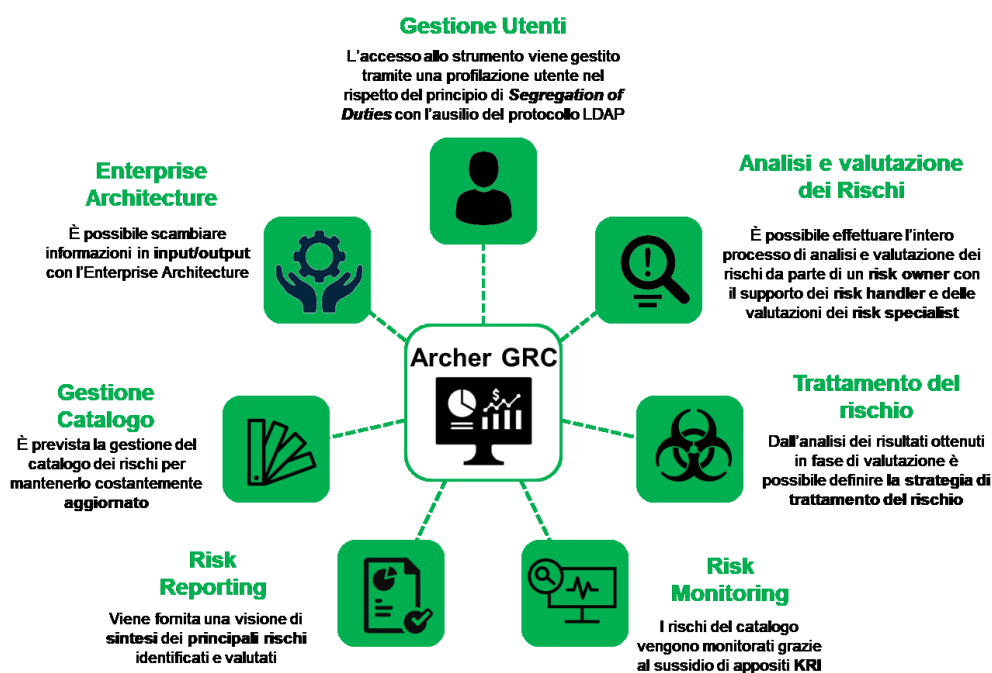 Gestione Utenti
L'accesso allo strumento viene gestito
tramite una profilazione utente nel
rispetto del principio di Segregation of
Duties con l'ausilio del protocollo LDAP
Enterprise
Architecture
È possibile scambiare
informazioni in input/output
con l'Enterprise Architecture
Analisi e valutazione
dei Rischi
È possibile effettuare l'intero
processo di analisi e valutazione dei
rischi da parte di un risk owner con
il supporto dei risk handler e delle
valutazioni dei risk specialist
Archer GRC
$
Gestione
Catalogo
È prevista la gestione del
catalogo dei rischi per
mantenerlo costantemente
aggiornato
Trattamento del
rischio
Dall'analisi dei risultati ottenuti
in fase di valutazione è
possibile definire la strategia di
trattamento del rischio
Risk
Reporting
Viene fornita una visione di
sintesi dei principali rischi
identificati e valutati
Risk
Monitoring
I rischi del catalogo
vengono monitorati grazie
al sussidio di appositi KRI